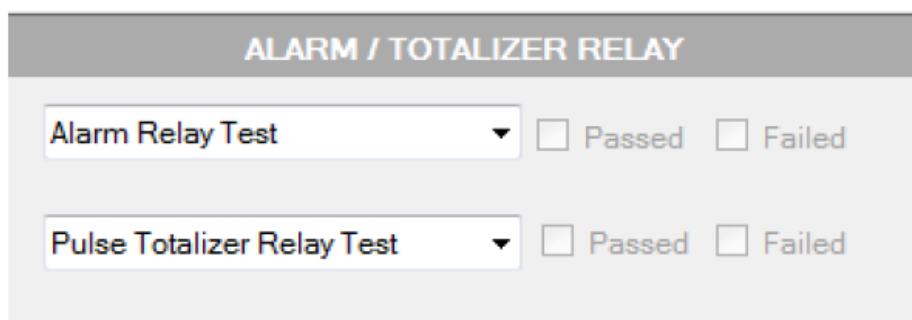 ALARM / TOTALIZER RELAY
Alarm Relay Test Passed Failed
Pulse Totalizer Relay Test Passed Failed